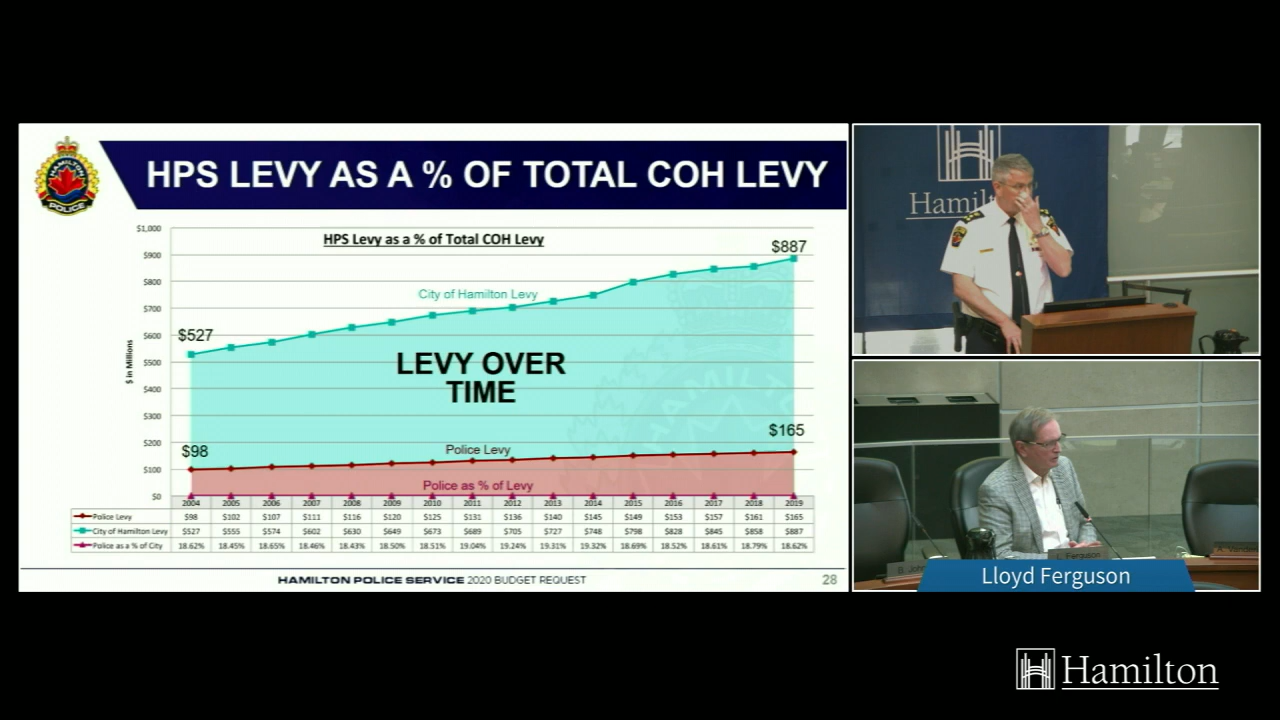 HAMILTON
POLICE
HPS LEVY AS A % OF TOTAL COH LEVY
HPS Levy as a % of Total COH Levy
$ in Millions
$1,000
$900
$800
$700
$600
$500
$400
$300
$200
$100
$0
$887
City of Hamilton Levy
$527
LEVY OVER
TIME
$165
$98
Police Levy
Police as % of Levy
2004 2005 2006 2007 2008 2009 2010 2011 2012 2013 2014 2015 2016 2017 2018 2019
Police Levy $98 $102 $107 $111 $116 $120 $125 $131 $136 $140 $145 $149 $153 $157 $161 $165
City of Hamilton Levy $527 $555 $574 $602 $630 $649 $673 $689 $705 $727 $748 $798 $828 $845 $858 $887
Police as a % of City 18.62% 18.45% 18.65% 18.46% 18.43% 18.50% 18.51% 19.04% 19.24% 19.31% 19.32% 18.69% 18.52% 18.61% 18.79% 18.62%
HAMILTON POLICE SERVICE 2020 BUDGET REQUEST
28
Hamil
L. Ferguson
Lloyd Ferguson
Hamilton